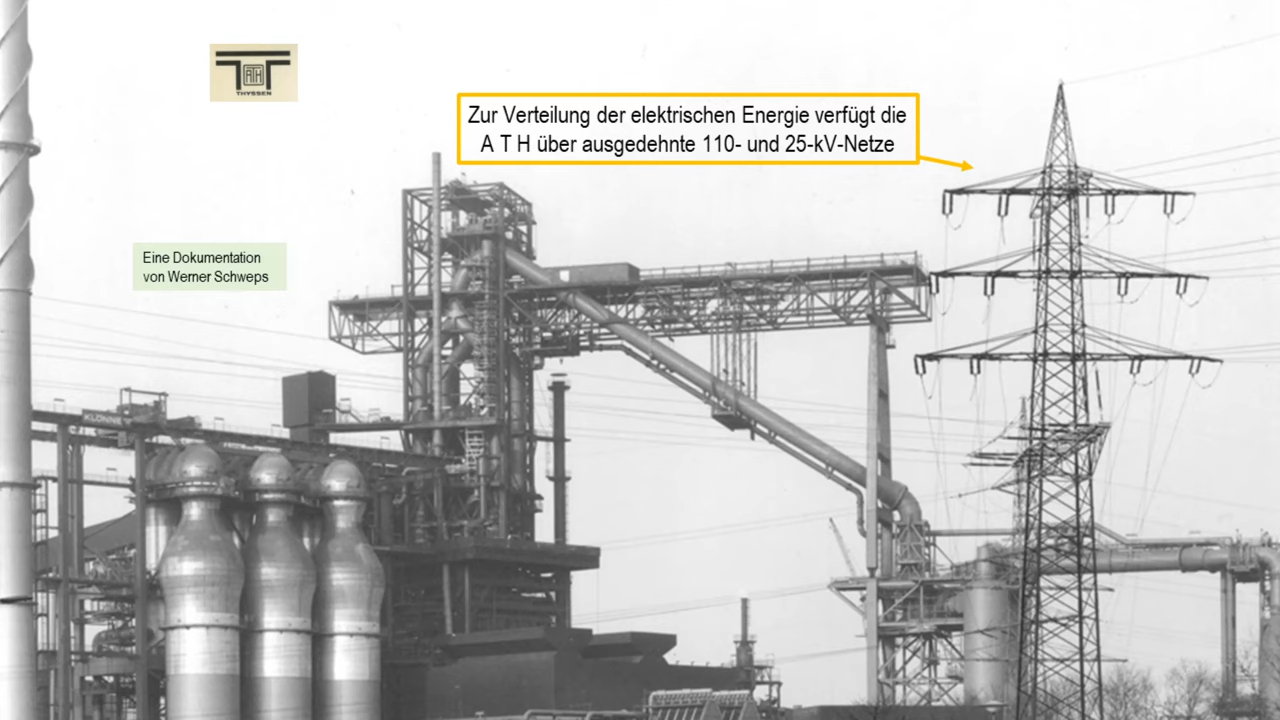 ATH
THYSSEN
Zur Verteilung der elektrischen Energie verfügt die
A T H über ausgedehnte 110- und 25-kV-Netze
Eine Dokumentation
von Werner Schweps
KLÖNNE